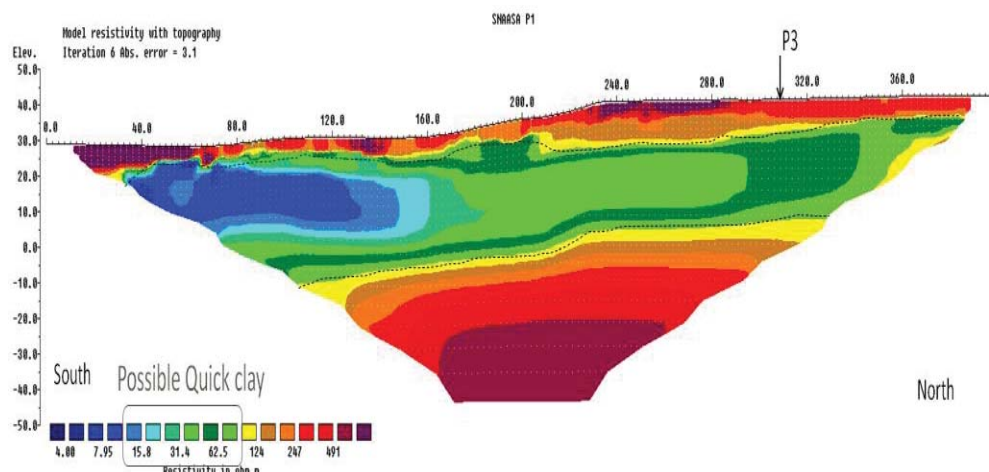 SNAASA P1
Model resistivity with topography
Iteration 6 Abs. error = 3.1
Elev.
P3
50.0
40.0
30.0
20.0
10.0
0.0
-10.0
-20.0
-30.0
-40.0
-50.0
0.0 40.0 80.0 120.0 160.0 200.0 240.0 280.0 320.0 360.0
South Possible Quick clay North
4.00 7.95 15.8 31.4 62.5 124 247 491
Resistivity in ohm.m